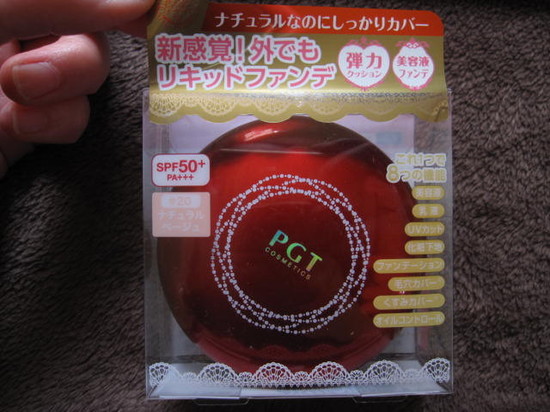 ナチュラルなのにしっかりカバー
新感覚!外でも
リキッドファンデ
弾力
クッション
美容液
ファンデ
SPF50+
PA+++
#20
ナチュラル
ベージュ
これ1つで
8つの機能
美容液
乳液
UVカット
化粧下地
ファンデーション
毛穴カバー
くすみカバー
オイルコントロール
PGT
COSMETICS